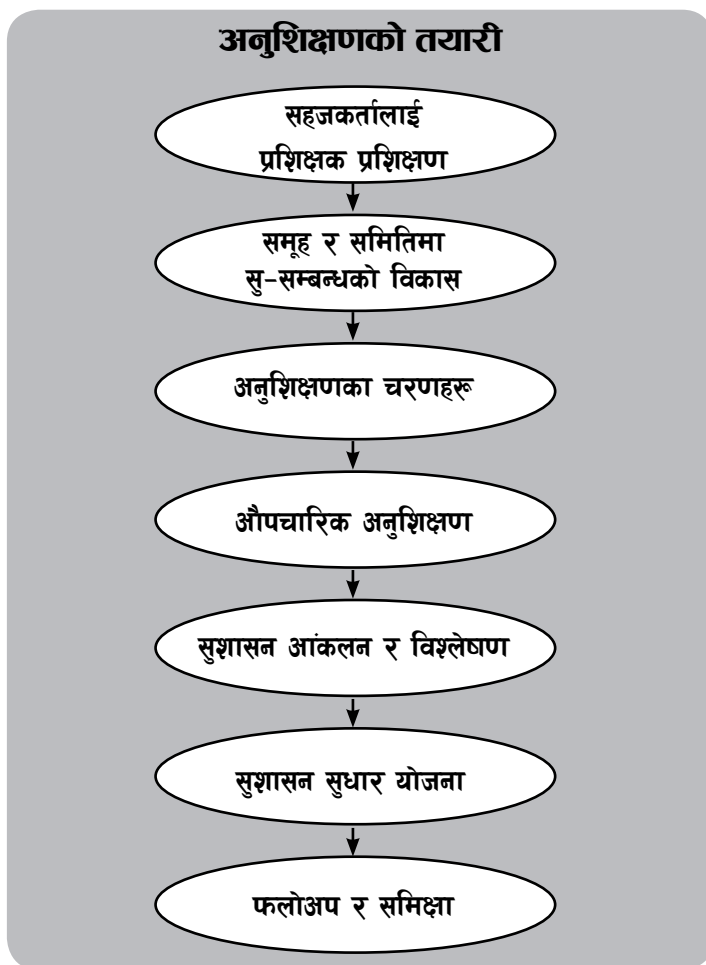 अनुशिक्षणको तयारी
सहजकर्तालाई
प्रशिक्षक प्रशिक्षण
समूह र समितिमा
सु-सम्बन्धको विकास
अनुशिक्षणका चरणहरू
औपचारिक अनुशिक्षण
सुशासन आंकलन र विश्लेषण
सुशासन सुधार योजना
फलोअप र समिक्षा